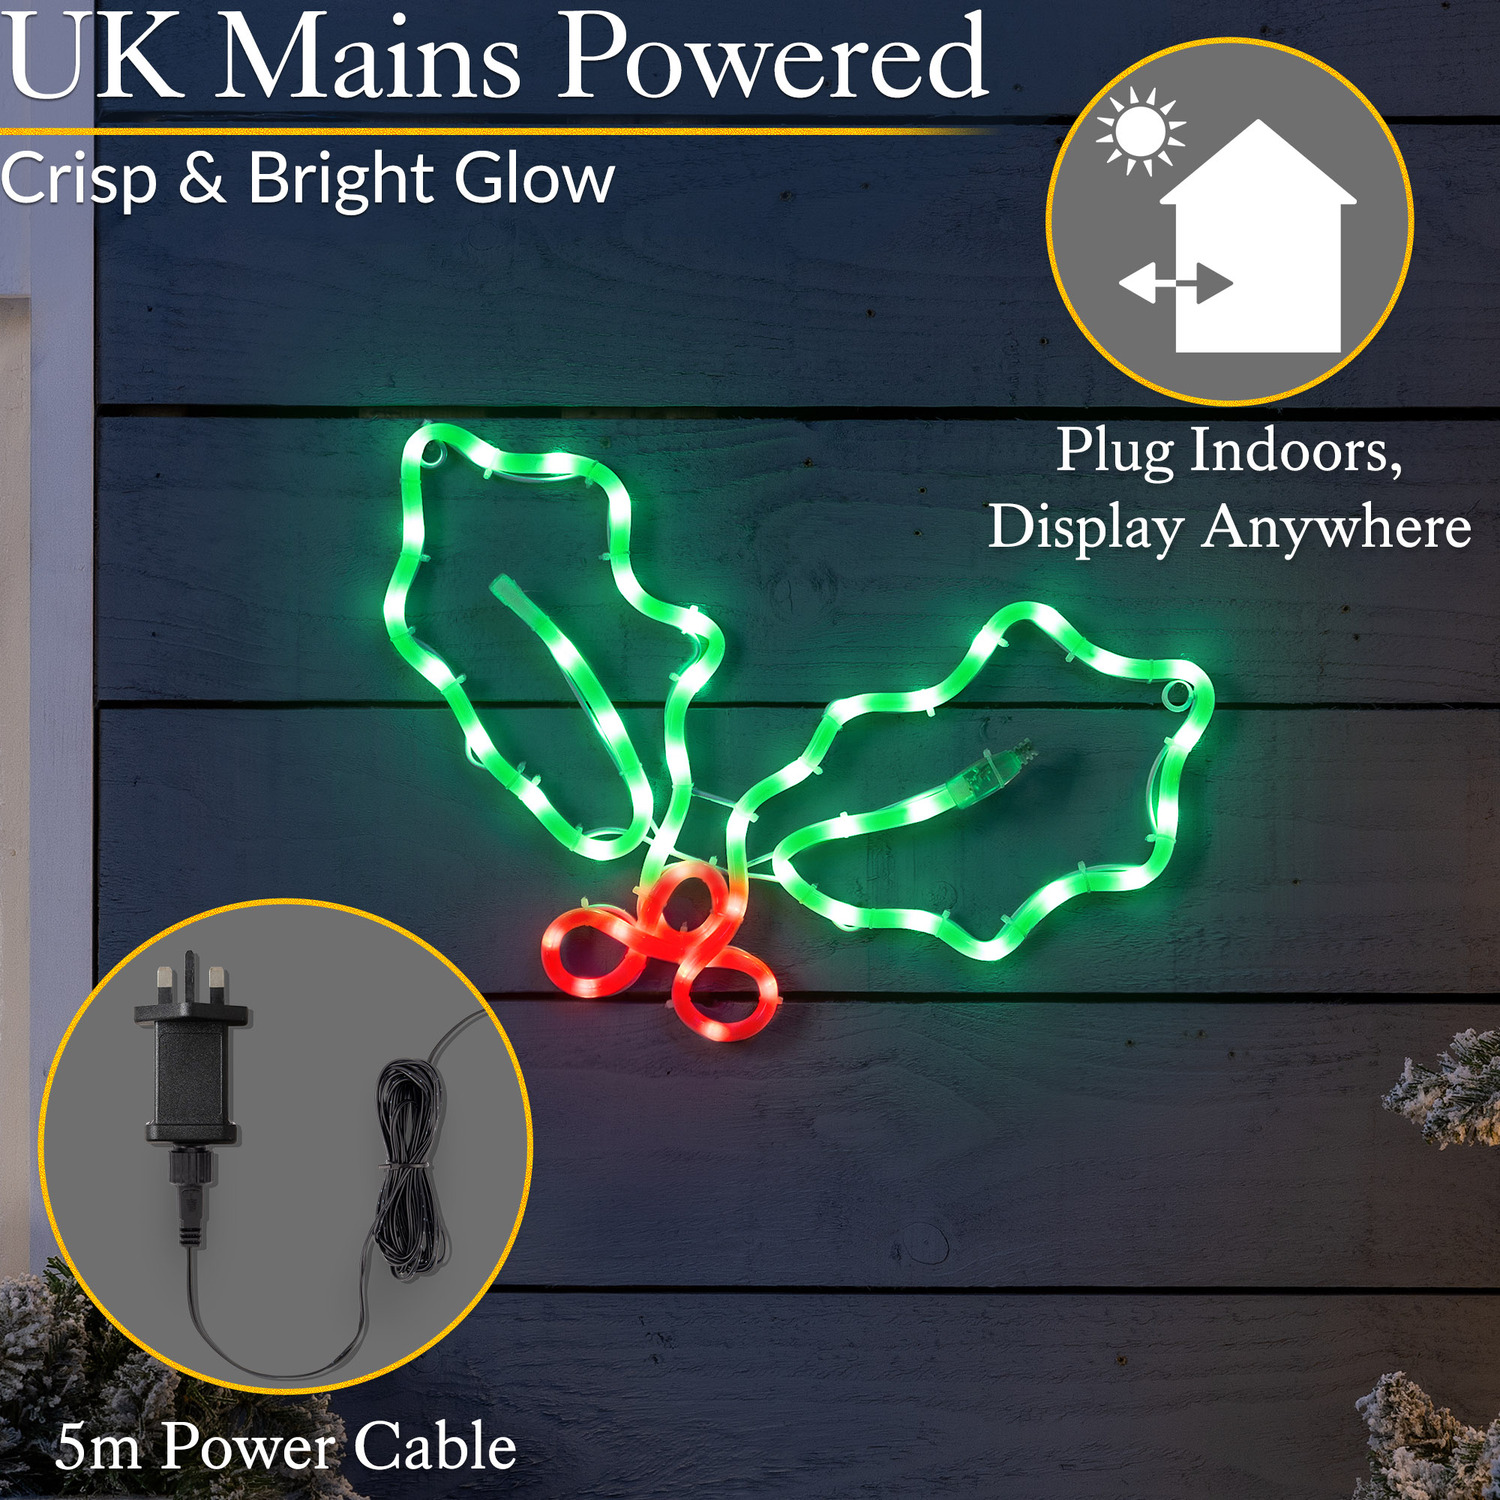 UK Mains Powered
Crisp & Bright Glow
Plug Indoors,
Display Anywhere
5m Power Cable